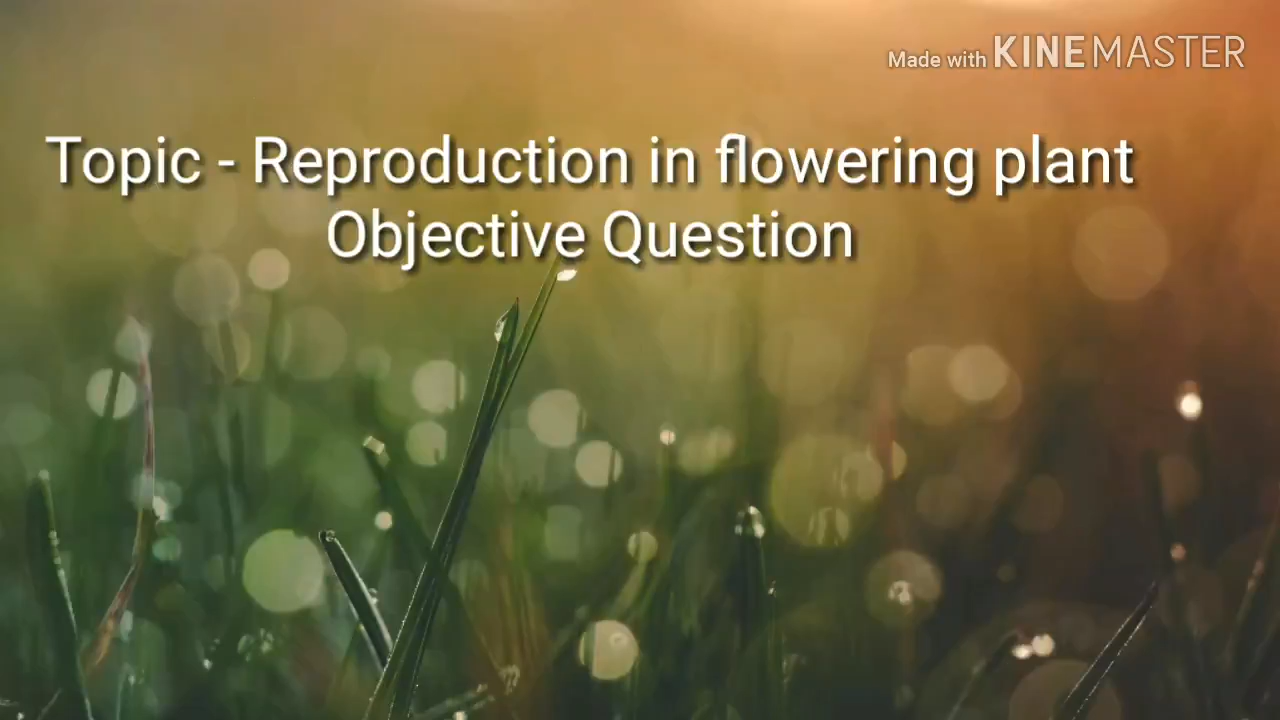 Made with KINEMASTER
Topic - Reproduction in flowering plant
Objective Question